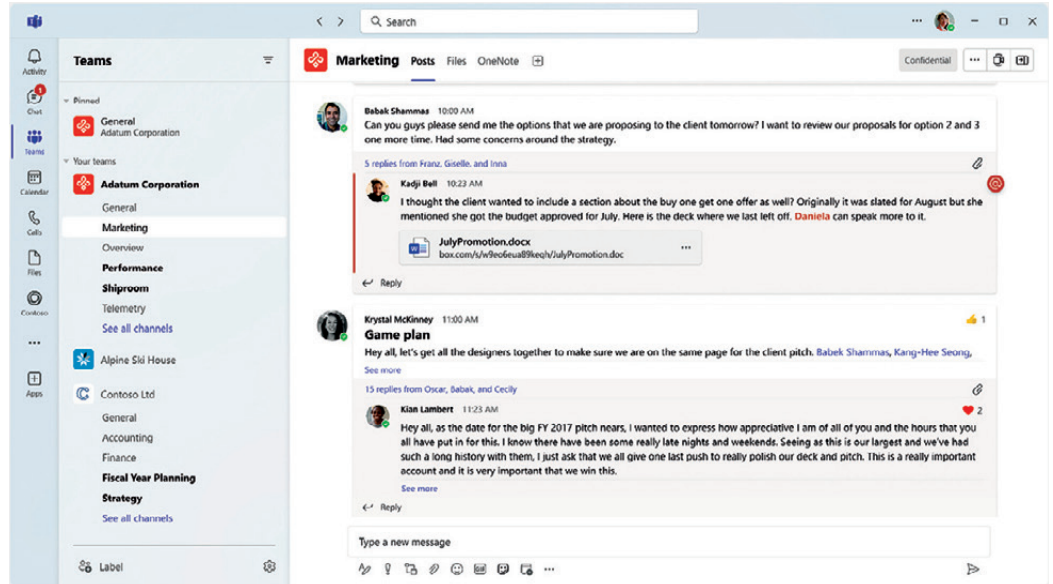 Search
Activity
Chat
1
Teams
Calendar
Calls
Files
Contoso
Apps
Teams
Pinned
General
Adatum Corporation
Your teams
Adatum Corporation
General
Marketing
Overview
Performance
Shiproom
Telemetry
See all channels
Alpine Ski House
Contoso Ltd
General
Accounting
Finance
Fiscal Year Planning
Strategy
See all channels
Label
Marketing Posts Files OneNote
Confidential
Babak Shammas 10:00 AM
Can you guys please send me the options that we are proposing to the client tomorrow? I want to review our proposals for option 2 and 3
one more time. Had some concerns around the strategy.
5 replies from Franz, Giselle, and Inna
Kadji Bell 10:23 AM
I thought the client wanted to include a section about the buy one get one offer as well? Originally it was slated for August but she
mentioned she got the budget approved for July. Here is the deck where we last left off. Daniela can speak more to it.
JulyPromotion.docx
box.com/s/w9eo6eua89keqh/JulyPromotion.doc
Reply
Krystal McKinney 11:00 AM
1
Game plan
Hey all, let's get all the designers together to make sure we are on the same page for the client pitch. Babek Shammas, Kang-Hee Seong,
See more
15 replies from Oscar, Babak, and Cecily
Kian Lambert 11:23 AM
2
Hey all, as the date for the big FY 2017 pitch nears, I wanted to express how appreciative I am of all of you and the hours that you
all have put in for this. I know there have been some really late nights and weekends. Seeing as this is our largest and we've had
such a long history with them, I just ask that we all give one last push to really polish our deck and pitch. This is a really important
account and it is very important that we win this.
See more
Reply
Type a new message
GIF